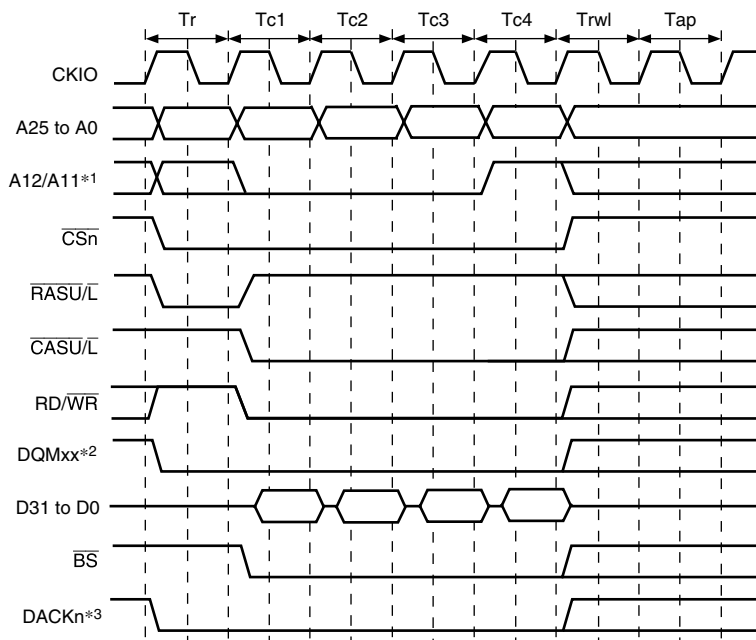 Tr Tc1 Tc2 Tc3 Tc4 Trwl Tap
CKIO
A25 to A0
A12/A11*1
CSn
RASU/L
CASU/L
RD/WR
DQMxx*2
D31 to D0
BS
DACKn*3